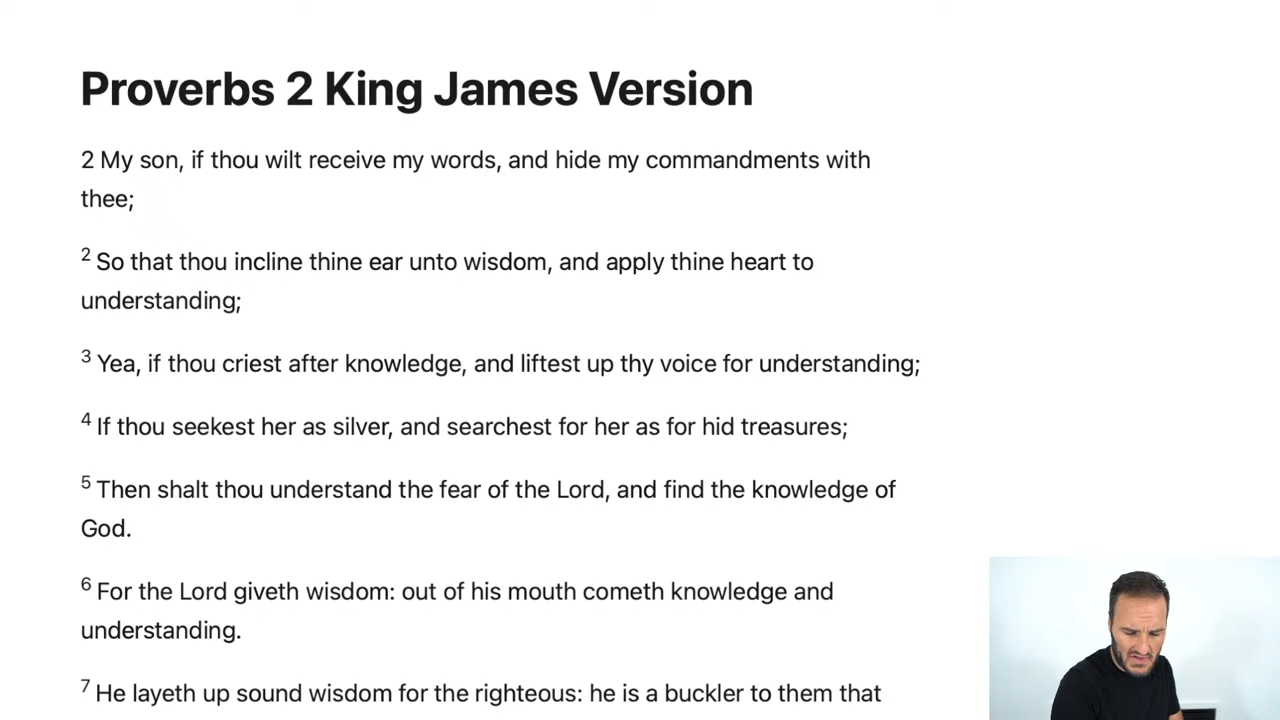 Proverbs 2 King James Version
2 My son, if thou wilt receive my words, and hide my commandments with
thee;
2 So that thou incline thine ear unto wisdom, and apply thine heart to
understanding;
3 Yea, if thou criest after knowledge, and liftest up thy voice for understanding;
4 If thou seekest her as silver, and searchest for her as for hid treasures;
5 Then shalt thou understand the fear of the Lord, and find the knowledge of
God.
6 For the Lord giveth wisdom: out of his mouth cometh knowledge and
understanding.
7 He layeth up sound wisdom for the righteous: he is a buckler to them that